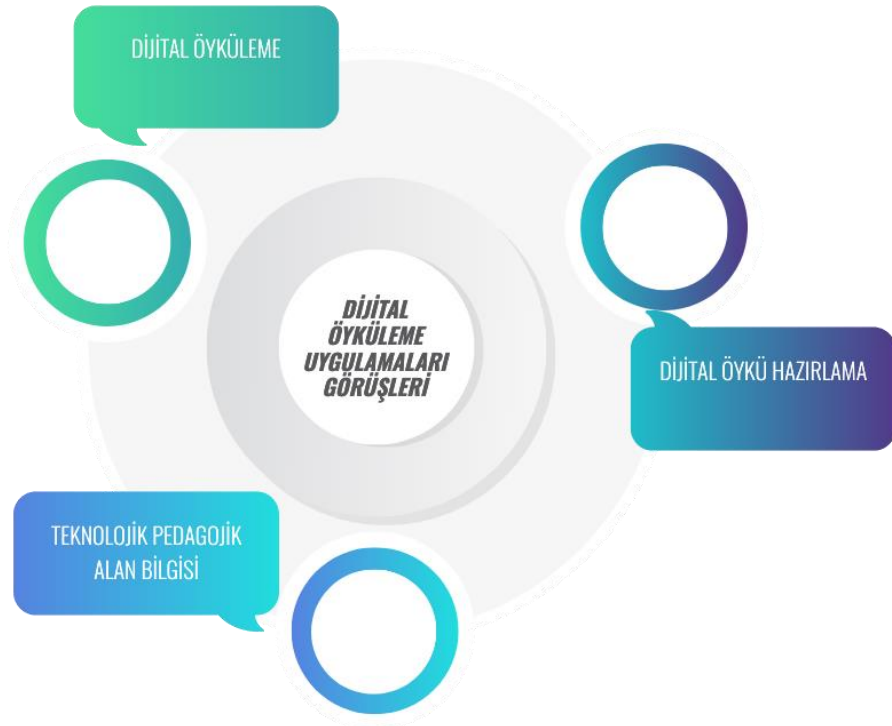 DİJİTAL ÖYKÜLEME
DİJİTAL
ÖYKÜLEME
UYGULAMALARI
GÖRÜŞLERİ
DİJİTAL ÖYKÜ HAZIRLAMA
TEKNOLOJİK PEDAGOJİK
ALAN BİLGİSİ